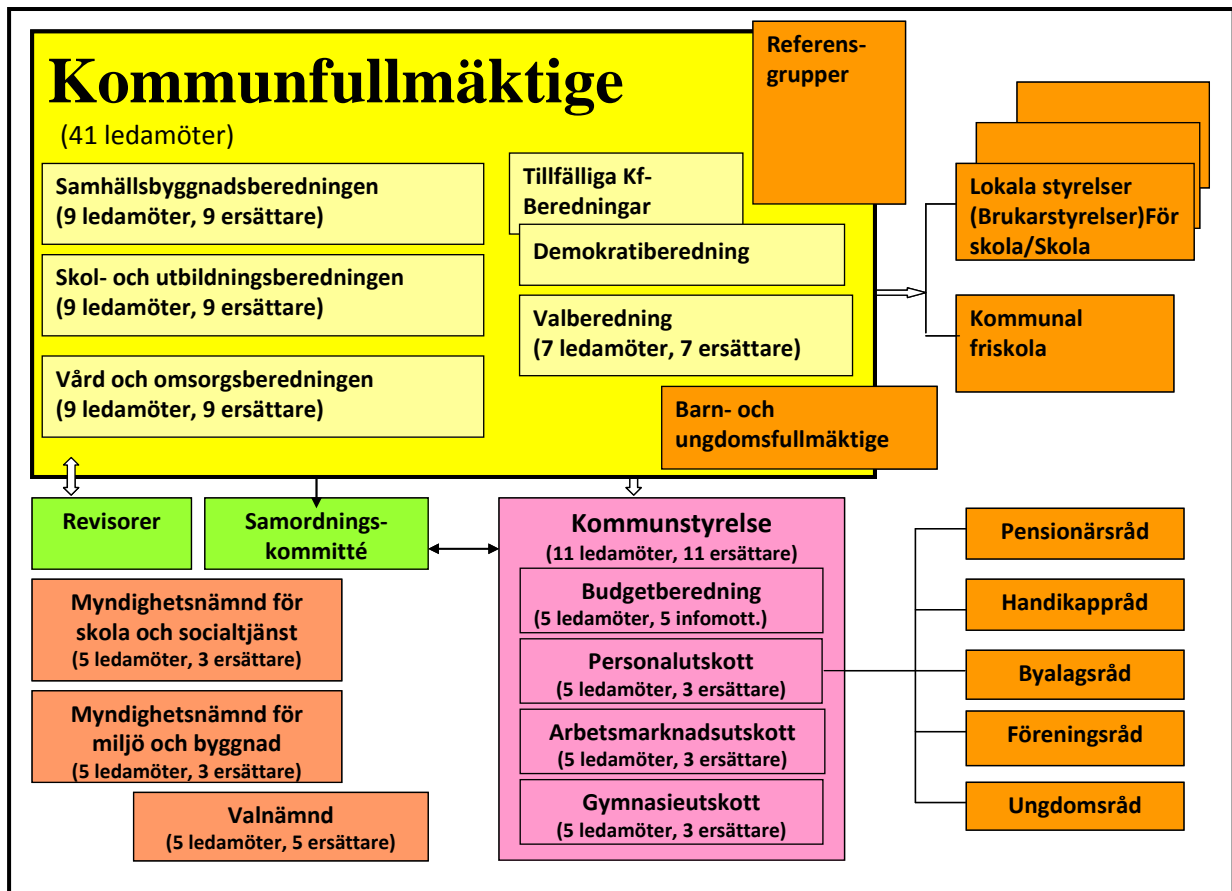 Kommunfullmäktige
(41 ledamöter)
Referens-
grupper
Samhällsbyggnadsberedningen
(9 ledamöter, 9 ersättare)
Skol- och utbildningsberedningen
(9 ledamöter, 9 ersättare)
Vård och omsorgsberedningen
(9 ledamöter, 9 ersättare)
Tillfälliga Kf-
Beredningar
Demokratiberedning
Valberedning
(7 ledamöter, 7 ersättare)
Barn- och
ungdomsfullmäktige
Lokala styrelser
(Brukarstyrelser)För
skola/Skola
Kommunal
friskola
Revisorer
Samordnings-
kommitté
Myndighetsnämnd för
skola och socialtjänst
(5 ledamöter, 3 ersättare)
Myndighetsnämnd för
miljö och byggnad
(5 ledamöter, 3 ersättare)
Valnämnd
(5 ledamöter, 5 ersättare)
Kommunstyrelse
(11 ledamöter, 11 ersättare)
Budgetberedning
(5 ledamöter, 5 infomott.)
Personalutskott
(5 ledamöter, 3 ersättare)
Arbetsmarknadsutskott
(5 ledamöter, 3 ersättare)
Gymnasieutskott
(5 ledamöter, 3 ersättare)
Pensionärsråd
Handikappråd
Byalagsråd
Föreningsråd
Ungdomsråd